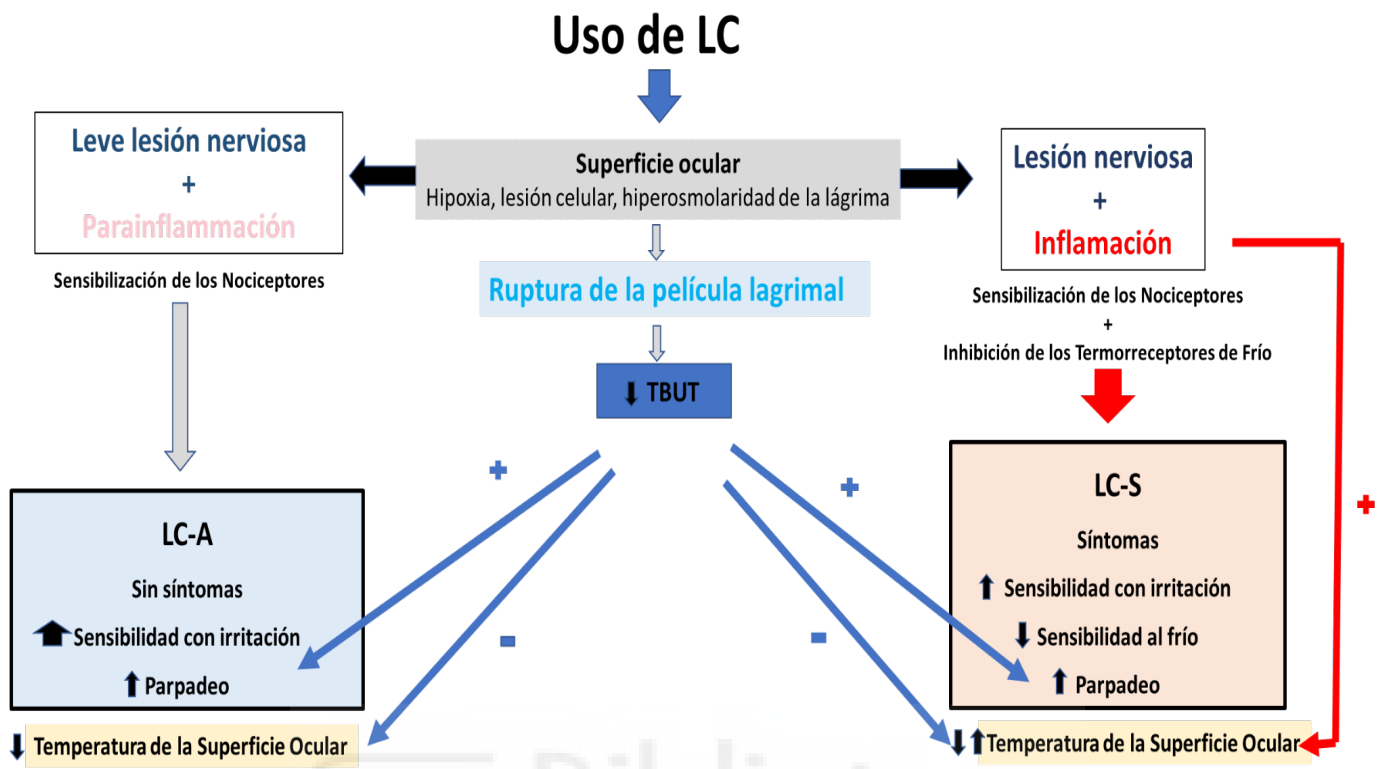 Uso de LC
Leve lesión nerviosa
+
Parainflammación
Sensibilización de los Nociceptores
Superficie ocular
Hipoxia, lesión celular, hiperosmolaridad de la lágrima
Ruptura de la película lagrimal
TBUT
Lesión nerviosa
+
Inflamación
Sensibilización de los Nociceptores
+
Inhibición de los Termorreceptores de Frío
+
-
+
-
+
LC-A
Sin síntomas
Sensibilidad con irritación
Parpadeo
Temperatura de la Superficie Ocular
LC-S
Síntomas
Sensibilidad con irritación
Sensibilidad al frío
Parpadeo
Temperatura de la Superficie Ocular